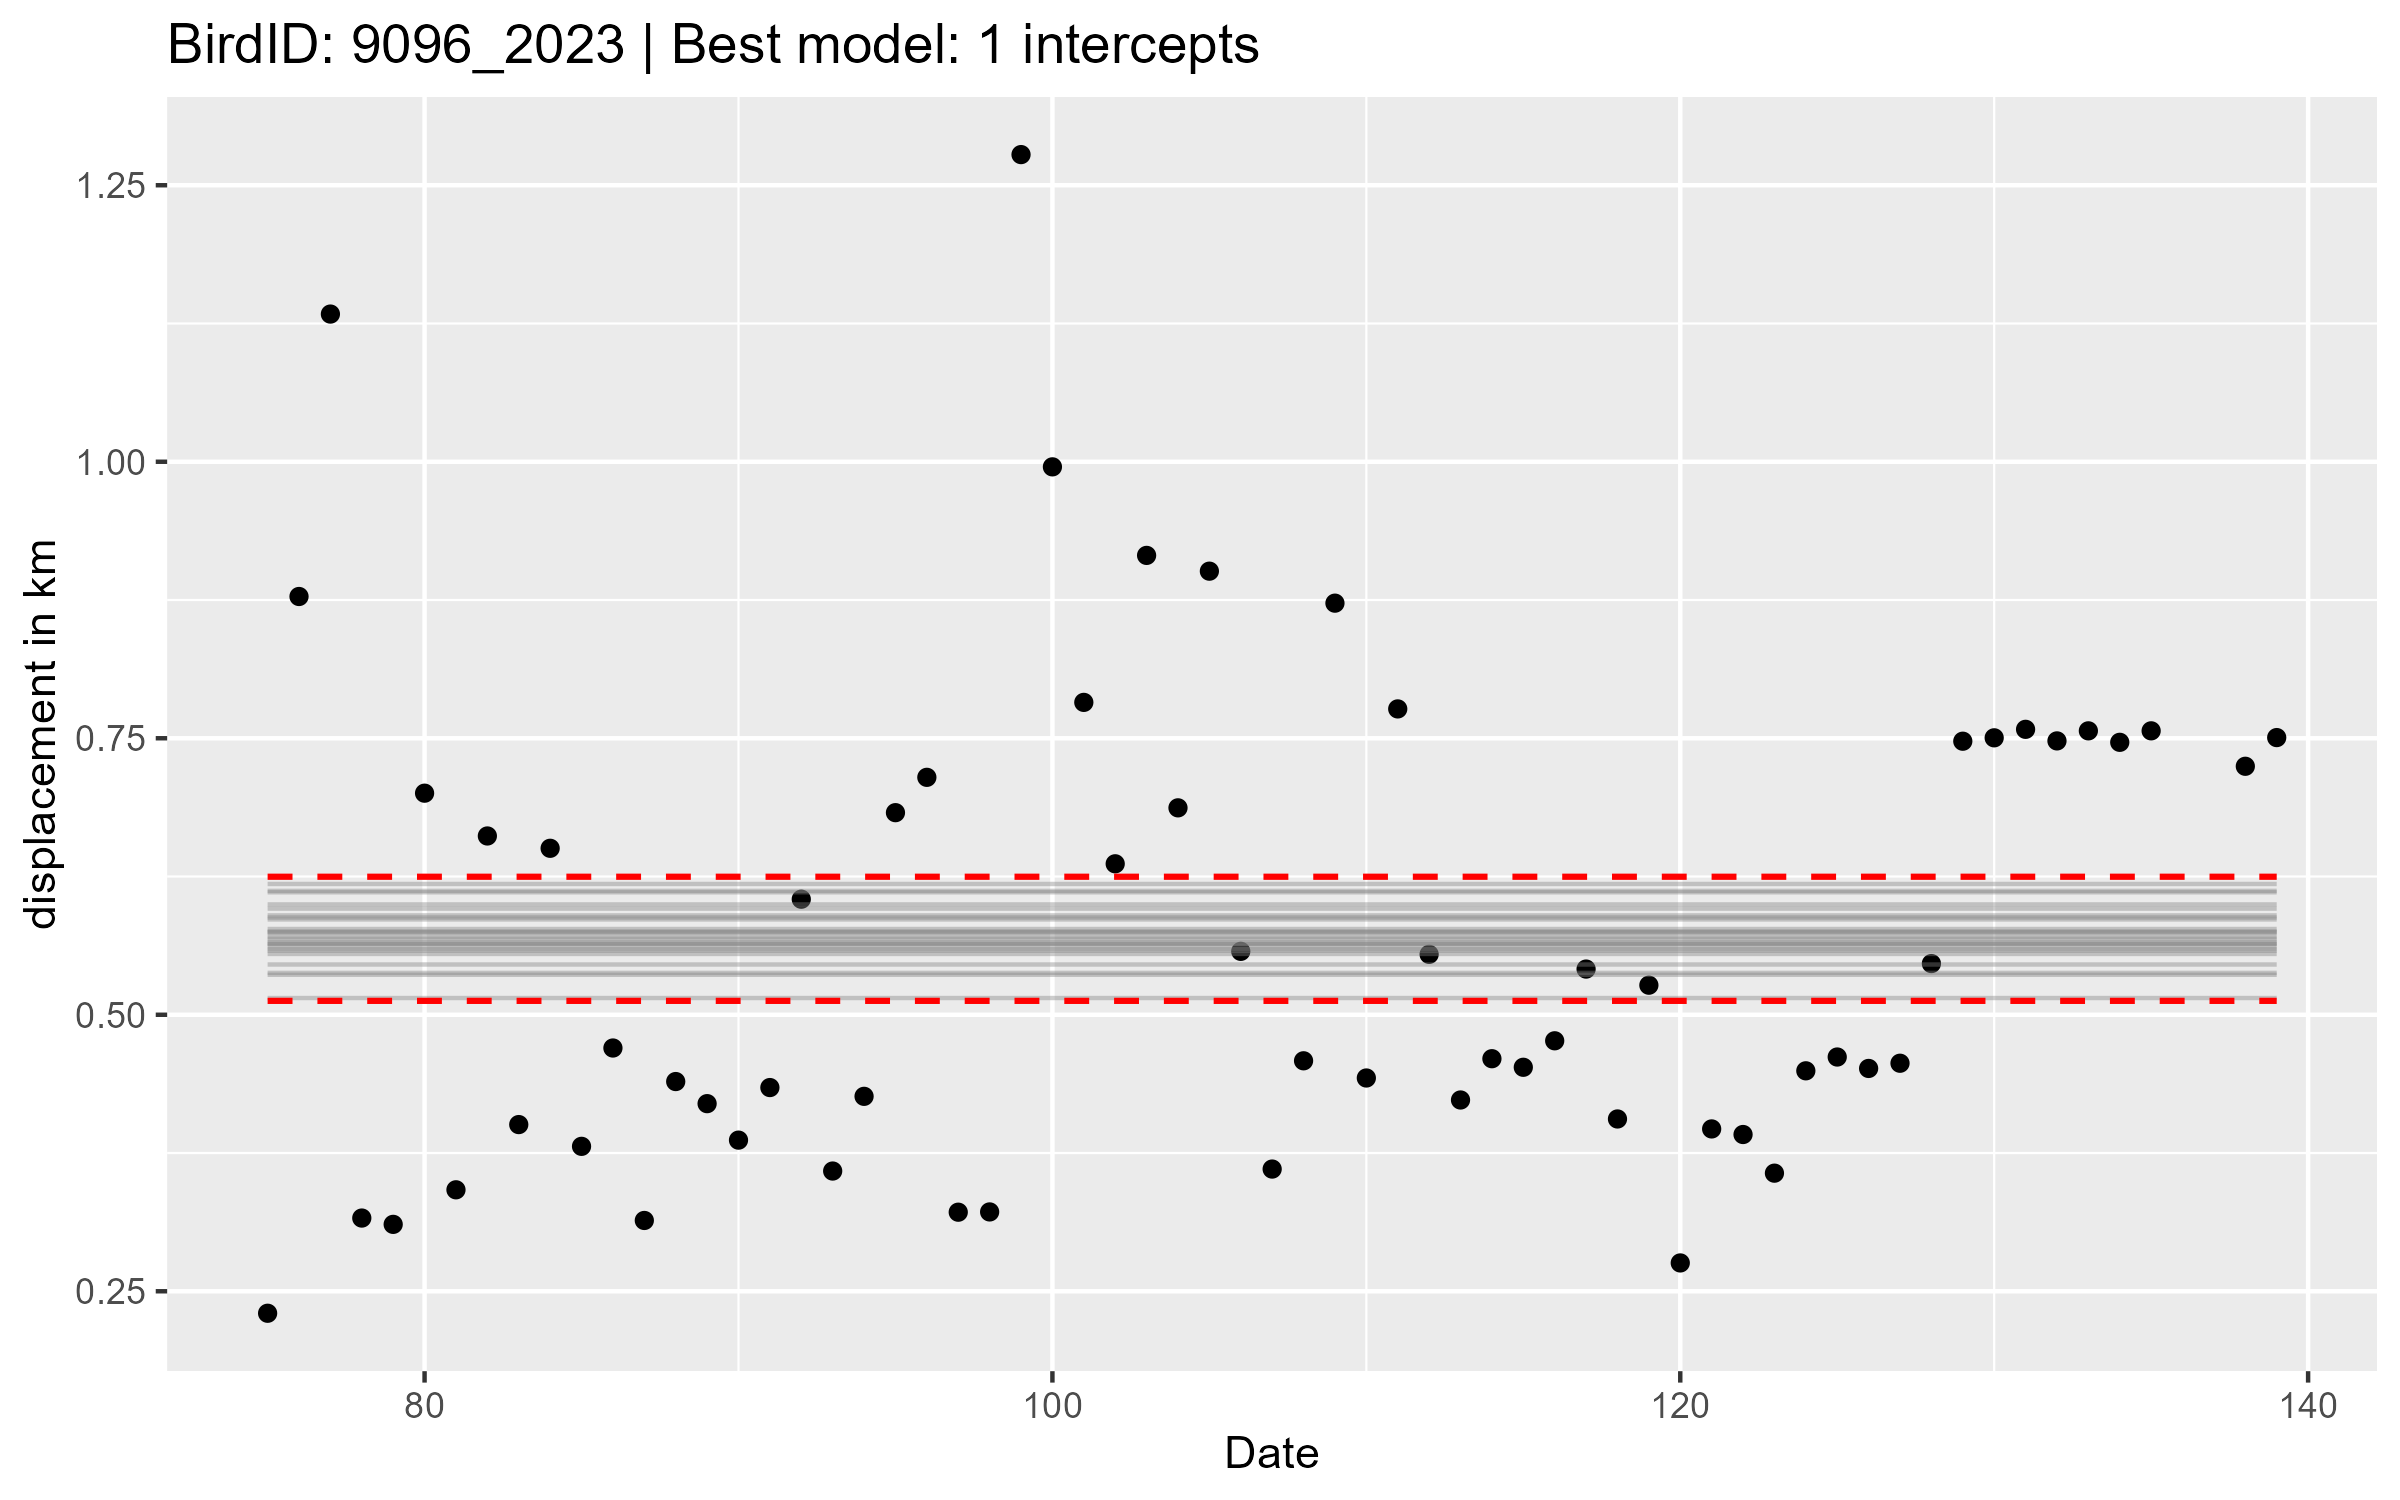 BirdID: 9096_2023 | Best model: 1 intercepts
1.25
1.00
0.75
0.50
0.25
displacement in km
80 100 120 140
Date